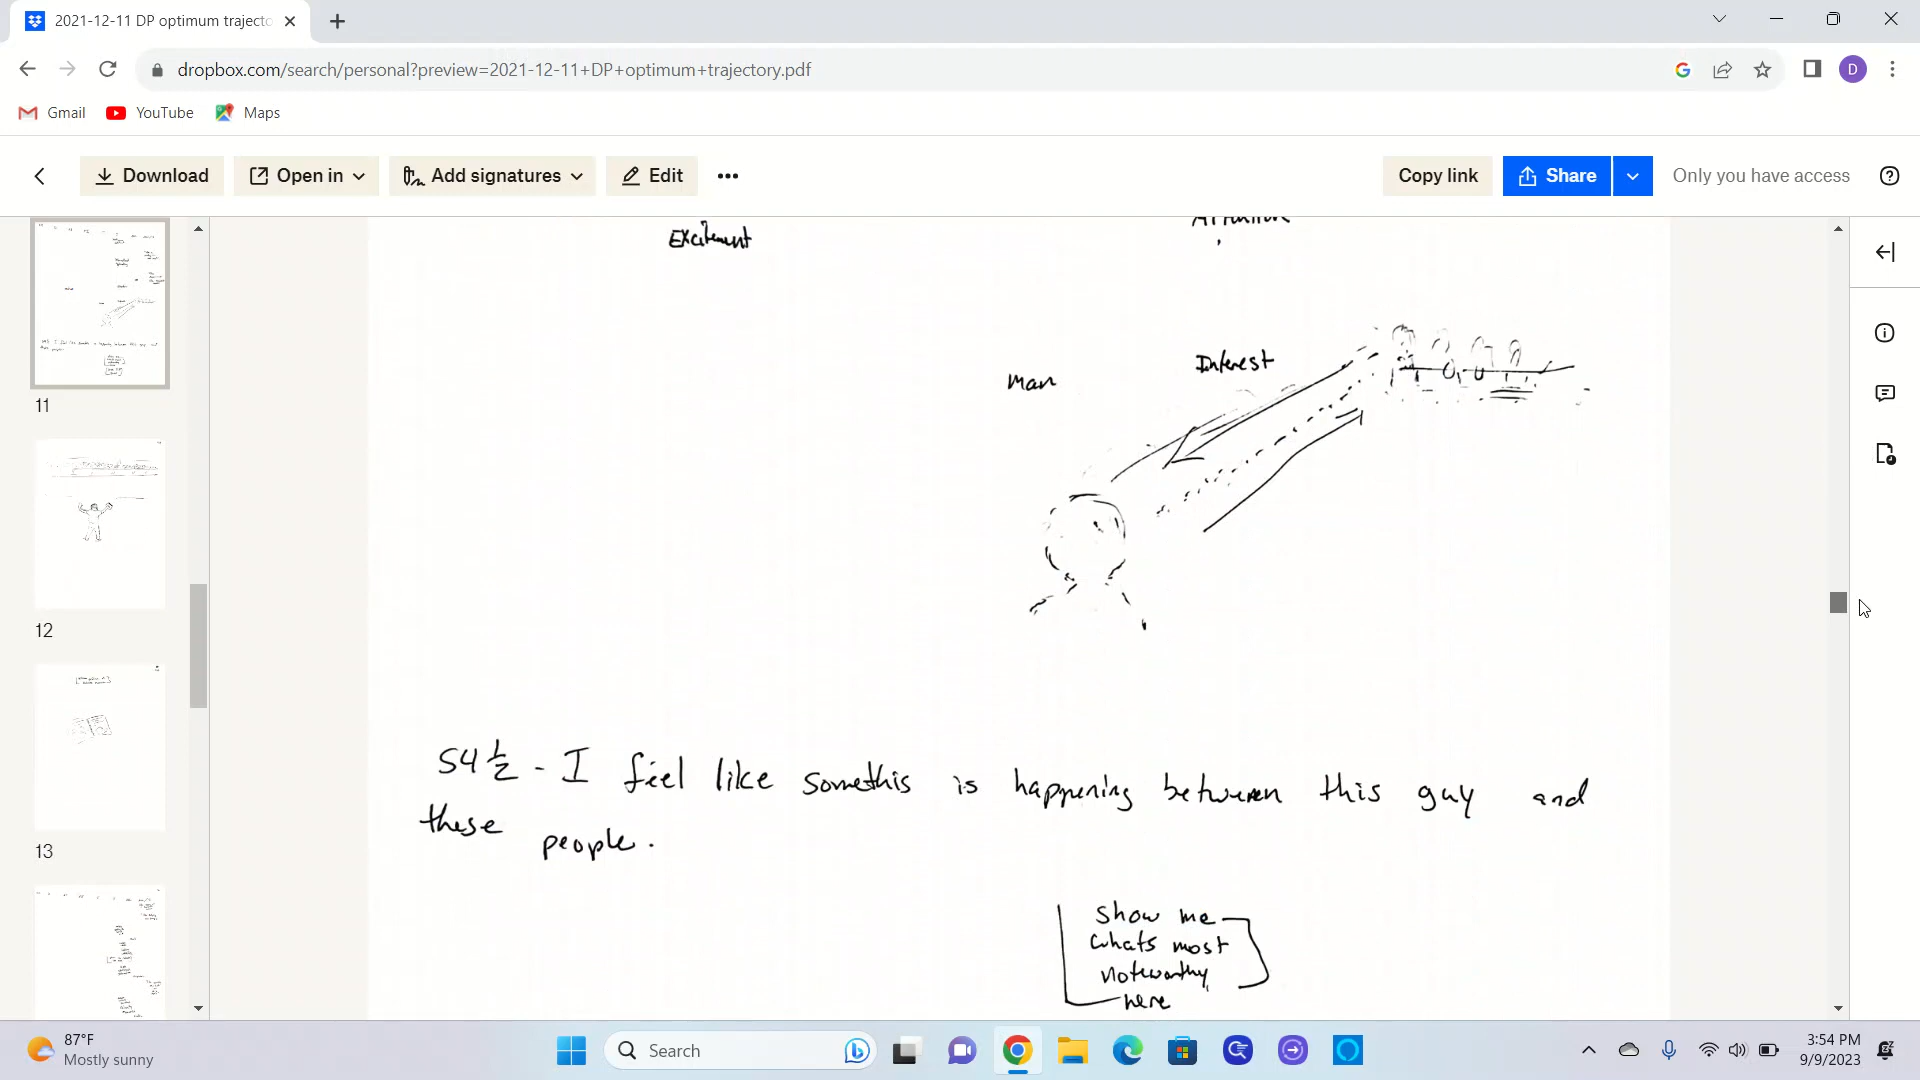 2021-12-11 DP optimum trajecto
dropbox.com/search/personal?preview=2021-12-11+DP+optimum+trajectory.pdf
D
Gmail
YouTube
Maps
Download
Open in
Add signatures
Edit
Copy link
Share
Only you have access
11
12
13
Excitement
Attention
Man
Interest
S4 1/2 - I feel like somethis is happening between this guy and
these people.
Show me
whats most
noteworthy
here
87°F
Mostly sunny
Search
3:54 PM
9/9/2023